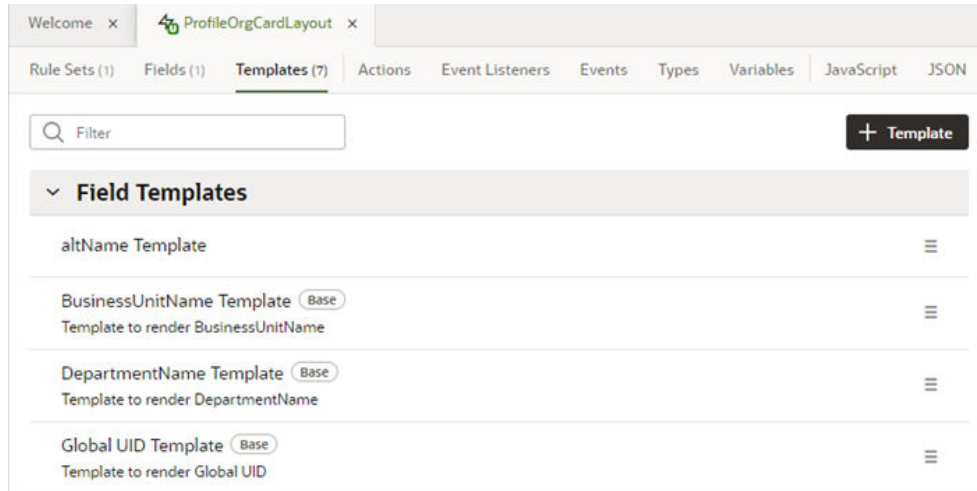 Welcome × ProfileOrgCardLayout ×
Rule Sets (1) Fields (1) Templates (7) Actions Event Listeners Events Types Variables JavaScript JSON
Filter + Template
Field Templates
altName Template
BusinessUnitName Template Base
Template to render BusinessUnitName
DepartmentName Template Base
Template to render DepartmentName
Global UID Template Base
Template to render Global UID